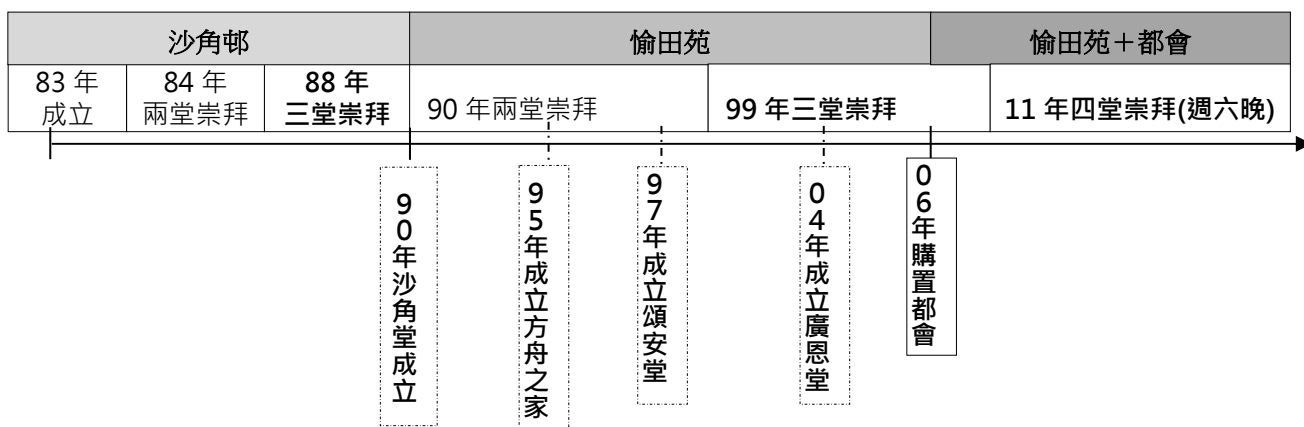 沙角邨
愉田苑
愉田苑＋都會
83 年
成立
84 年
兩堂崇拜
88 年
三堂崇拜
90 年兩堂崇拜
99 年三堂崇拜
11 年四堂崇拜(週六晚)
90年沙角堂成立
95年成立方舟之家
97年成立頌安堂
04年成立廣恩堂
06年購置都會